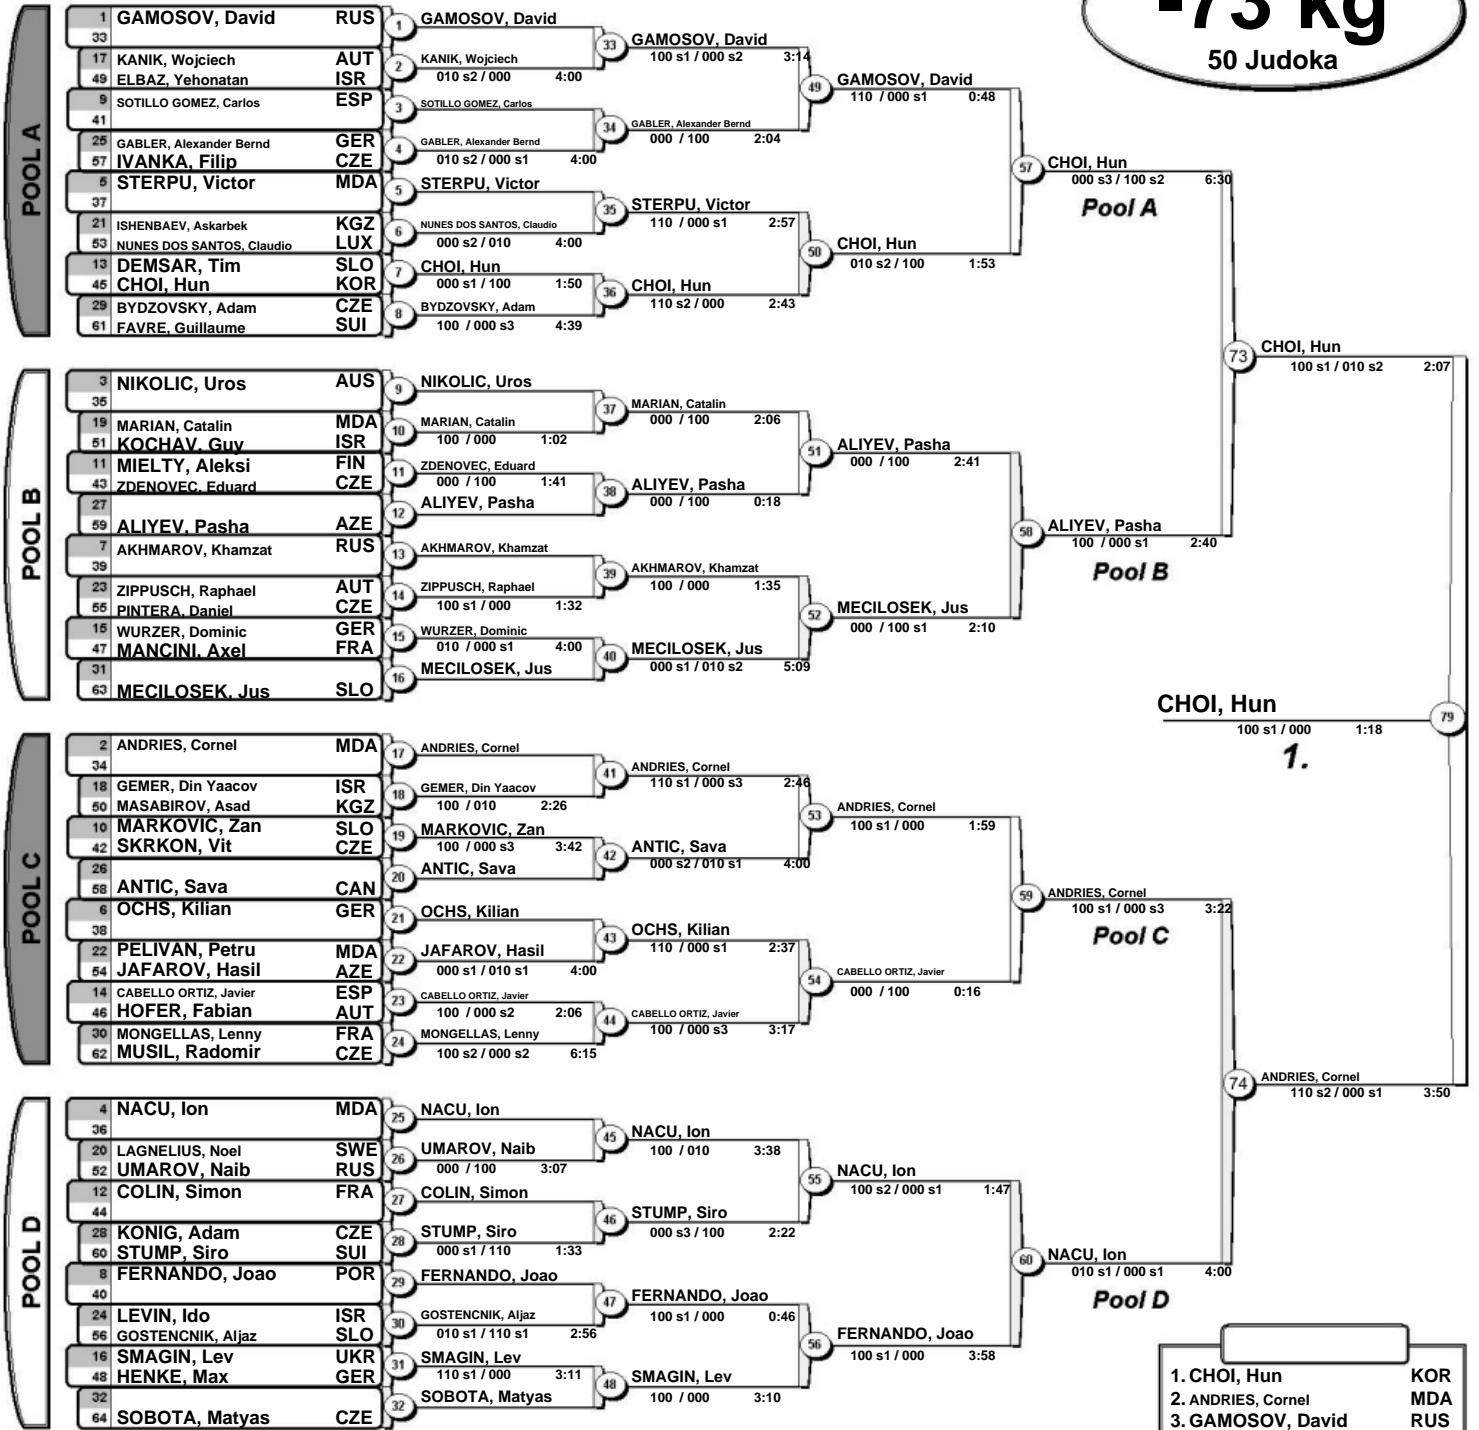 -73 kg
50 Judoka
POOL A
1 GAMOSOV, David RUS
33
17 KANIK, Wojciech AUT
49 ELBAZ, Yehonatan ISR
9 SOTILLO GOMEZ, Carlos ESP
41
25 GABLER, Alexander Bernd GER
57 IVANKA, Filip CZE
5 STERPU, Victor MDA
37
21 ISHENBAEV, Askarbek KGZ
53 NUNES DOS SANTOS, Claudio LUX
13 DEMSAR, Tim SLO
45 CHOI, Hun KOR
29 BYDZOVSKY, Adam CZE
61 FAVRE, Guillaume SUI
1 GAMOSOV, David
2 KANIK, Wojciech
010 s2 / 000 4:00
3 SOTILLO GOMEZ, Carlos
4 GABLER, Alexander Bernd
010 s2 / 000 s1 4:00
5 STERPU, Victor
6 NUNES DOS SANTOS, Claudio
000 s2 / 010 4:00
7 CHOI, Hun
000 s1 / 100 1:50
8 BYDZOVSKY, Adam
100 / 000 s3 4:39
33 GAMOSOV, David
100 s1 / 000 s2 3:14
34 GABLER, Alexander Bernd
000 / 100 2:04
35 STERPU, Victor
110 / 000 s1 2:57
36 CHOI, Hun
110 s2 / 000 2:43
49 GAMOSOV, David
110 / 000 s1 0:48
50 CHOI, Hun
010 s2 / 100 1:53
57 CHOI, Hun
000 s3 / 100 s2 6:30
Pool A
POOL B
3 NIKOLIC, Uros AUS
35
19 MARIAN, Catalin MDA
51 KOCHAV, Guy ISR
11 MIELTY, Aleksi FIN
43 ZDENOVEC, Eduard CZE
27
59 ALIYEV, Pasha AZE
7 AKHMAROV, Khamzat RUS
39
23 ZIPPUSCH, Raphael AUT
55 PINTERA, Daniel CZE
15 WURZER, Dominic GER
47 MANCINI, Axel FRA
31
63 MECILOSEK, Jus SLO
9 NIKOLIC, Uros
10 MARIAN, Catalin
100 / 000 1:02
11 ZDENOVEC, Eduard
000 / 100 1:41
12 ALIYEV, Pasha
13 AKHMAROV, Khamzat
14 ZIPPUSCH, Raphael
100 s1 / 000 1:32
15 WURZER, Dominic
010 / 000 s1 4:00
16 MECILOSEK, Jus
37 MARIAN, Catalin
000 / 100 2:06
38 ALIYEV, Pasha
000 / 100 0:18
39 AKHMAROV, Khamzat
100 / 000 1:35
40 MECILOSEK, Jus
000 s1 / 010 s2 5:09
51 ALIYEV, Pasha
000 / 100 2:41
52 MECILOSEK, Jus
000 / 100 s1 2:10
58 ALIYEV, Pasha
100 / 000 s1 2:40
Pool B
73 CHOI, Hun
100 s1 / 010 s2 2:07
CHOI, Hun 79
100 s1 / 000 1:18
1.
POOL C
2 ANDRIES, Cornel MDA
34
18 GEMER, Din Yaacov ISR
50 MASABIROV, Asad KGZ
10 MARKOVIC, Zan SLO
42 SKRKON, Vit CZE
26
58 ANTIC, Sava CAN
6 OCHS, Kilian GER
38
22 PELIVAN, Petru MDA
54 JAFAROV, Hasil AZE
14 CABELLO ORTIZ, Javier ESP
46 HOFER, Fabian AUT
30 MONGELLAS, Lenny FRA
62 MUSIL, Radomir CZE
17 ANDRIES, Cornel
18 GEMER, Din Yaacov
100 / 010 2:26
19 MARKOVIC, Zan
100 / 000 s3 3:42
20 ANTIC, Sava
21 OCHS, Kilian
22 JAFAROV, Hasil
000 s1 / 010 s1 4:00
23 CABELLO ORTIZ, Javier
100 / 000 s2 2:06
24 MONGELLAS, Lenny
100 s2 / 000 s2 6:15
41 ANDRIES, Cornel
110 s1 / 000 s3 2:46
42 ANTIC, Sava
000 s2 / 010 s1 4:00
43 OCHS, Kilian
110 / 000 s1 2:37
44 CABELLO ORTIZ, Javier
100 / 000 s3 3:17
53 ANDRIES, Cornel
100 s1 / 000 1:59
54 CABELLO ORTIZ, Javier
000 / 100 0:16
59 ANDRIES, Cornel
100 s1 / 000 s3 3:22
Pool C
POOL D
4 NACU, Ion MDA
36
20 LAGNELIUS, Noel SWE
52 UMAROV, Naib RUS
12 COLIN, Simon FRA
44
28 KONIG, Adam CZE
60 STUMP, Siro SUI
8 FERNANDO, Joao POR
40
24 LEVIN, Ido ISR
56 GOSTENCNIK, Aljaz SLO
16 SMAGIN, Lev UKR
48 HENKE, Max GER
32
64 SOBOTA, Matyas CZE
25 NACU, Ion
26 UMAROV, Naib
000 / 100 3:07
27 COLIN, Simon
28 STUMP, Siro
000 s1 / 110 1:33
29 FERNANDO, Joao
30 GOSTENCNIK, Aljaz
010 s1 / 110 s1 2:56
31 SMAGIN, Lev
110 s1 / 000 3:11
32 SOBOTA, Matyas
45 NACU, Ion
100 / 010 3:38
46 STUMP, Siro
000 s3 / 100 2:22
47 FERNANDO, Joao
100 s1 / 000 0:46
48 SMAGIN, Lev
100 / 000 3:10
55 NACU, Ion
100 s2 / 000 s1 1:47
56 FERNANDO, Joao
100 s1 / 000 3:58
60 NACU, Ion
010 s1 / 000 s1 4:00
Pool D
74 ANDRIES, Cornel
110 s2 / 000 s1 3:50
1. CHOI, Hun KOR
2. ANDRIES, Cornel MDA
3. GAMOSOV, David RUS